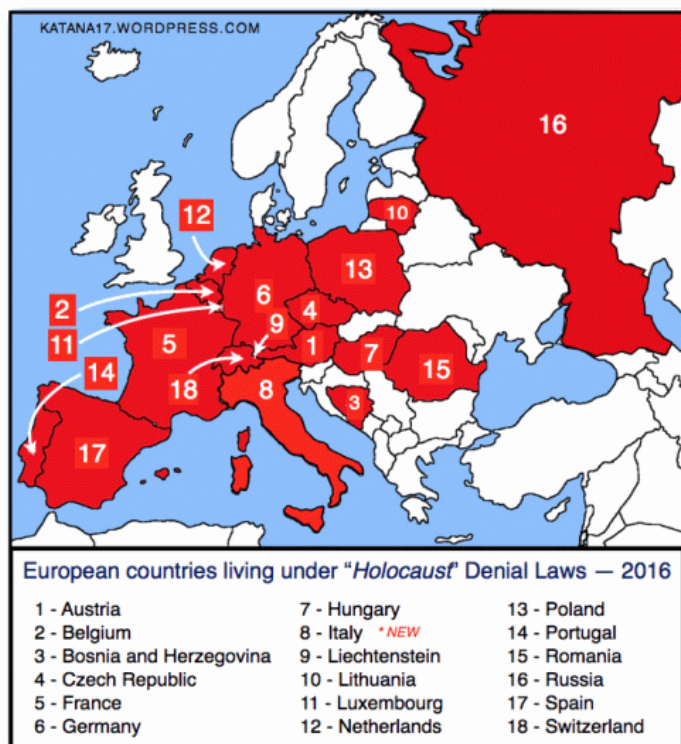 KATANA17.WORDPRESS.COM
16
12
10
13
2
6
4
9
11
5
1
7
14
18
8
15
3
17
European countries living under “Holocaust” Denial Laws — 2016
1 - Austria
2 - Belgium
3 - Bosnia and Herzegovina
4 - Czech Republic
5 - France
6 - Germany
7 - Hungary
8 - Italy * NEW
9 - Liechtenstein
10 - Lithuania
11 - Luxembourg
12 - Netherlands
13 - Poland
14 - Portugal
15 - Romania
16 - Russia
17 - Spain
18 - Switzerland